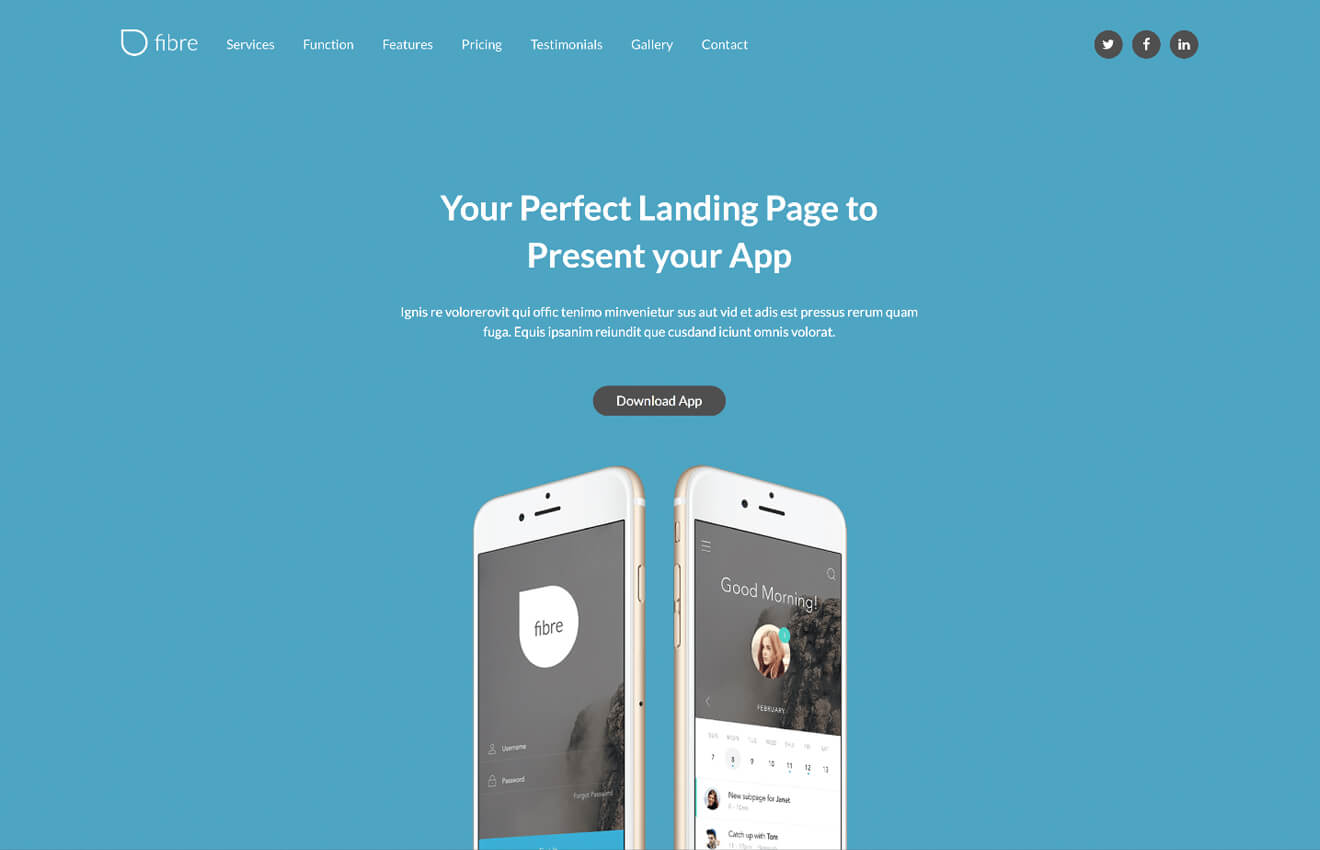 fibre Services Function Features Pricing Testimonials Gallery Contact
Your Perfect Landing Page to
Present your App
Ignis re volorerovit qui offic tenimo minvenietur sus aut vid et adis est pressus rerum quam
fuga. Equis ipsanim reiundit que cusdand iciunt omnis volorat.
Download App
fibre
Username
Password
Forgot Password
Good Morning!
FEBRUARY
SUN MON TUE WED THU FRI SAT
7 8 9 10 11 12 13
New subpage for Janet
8 - 10am
Catch up with Tom